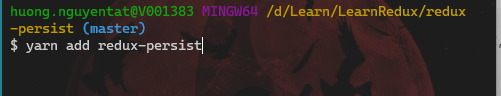 huong.nguyentat@V001383 MINGW64 /d/Learn/LearnRedux/redux
-persist (master)
$ yarn add redux-persist